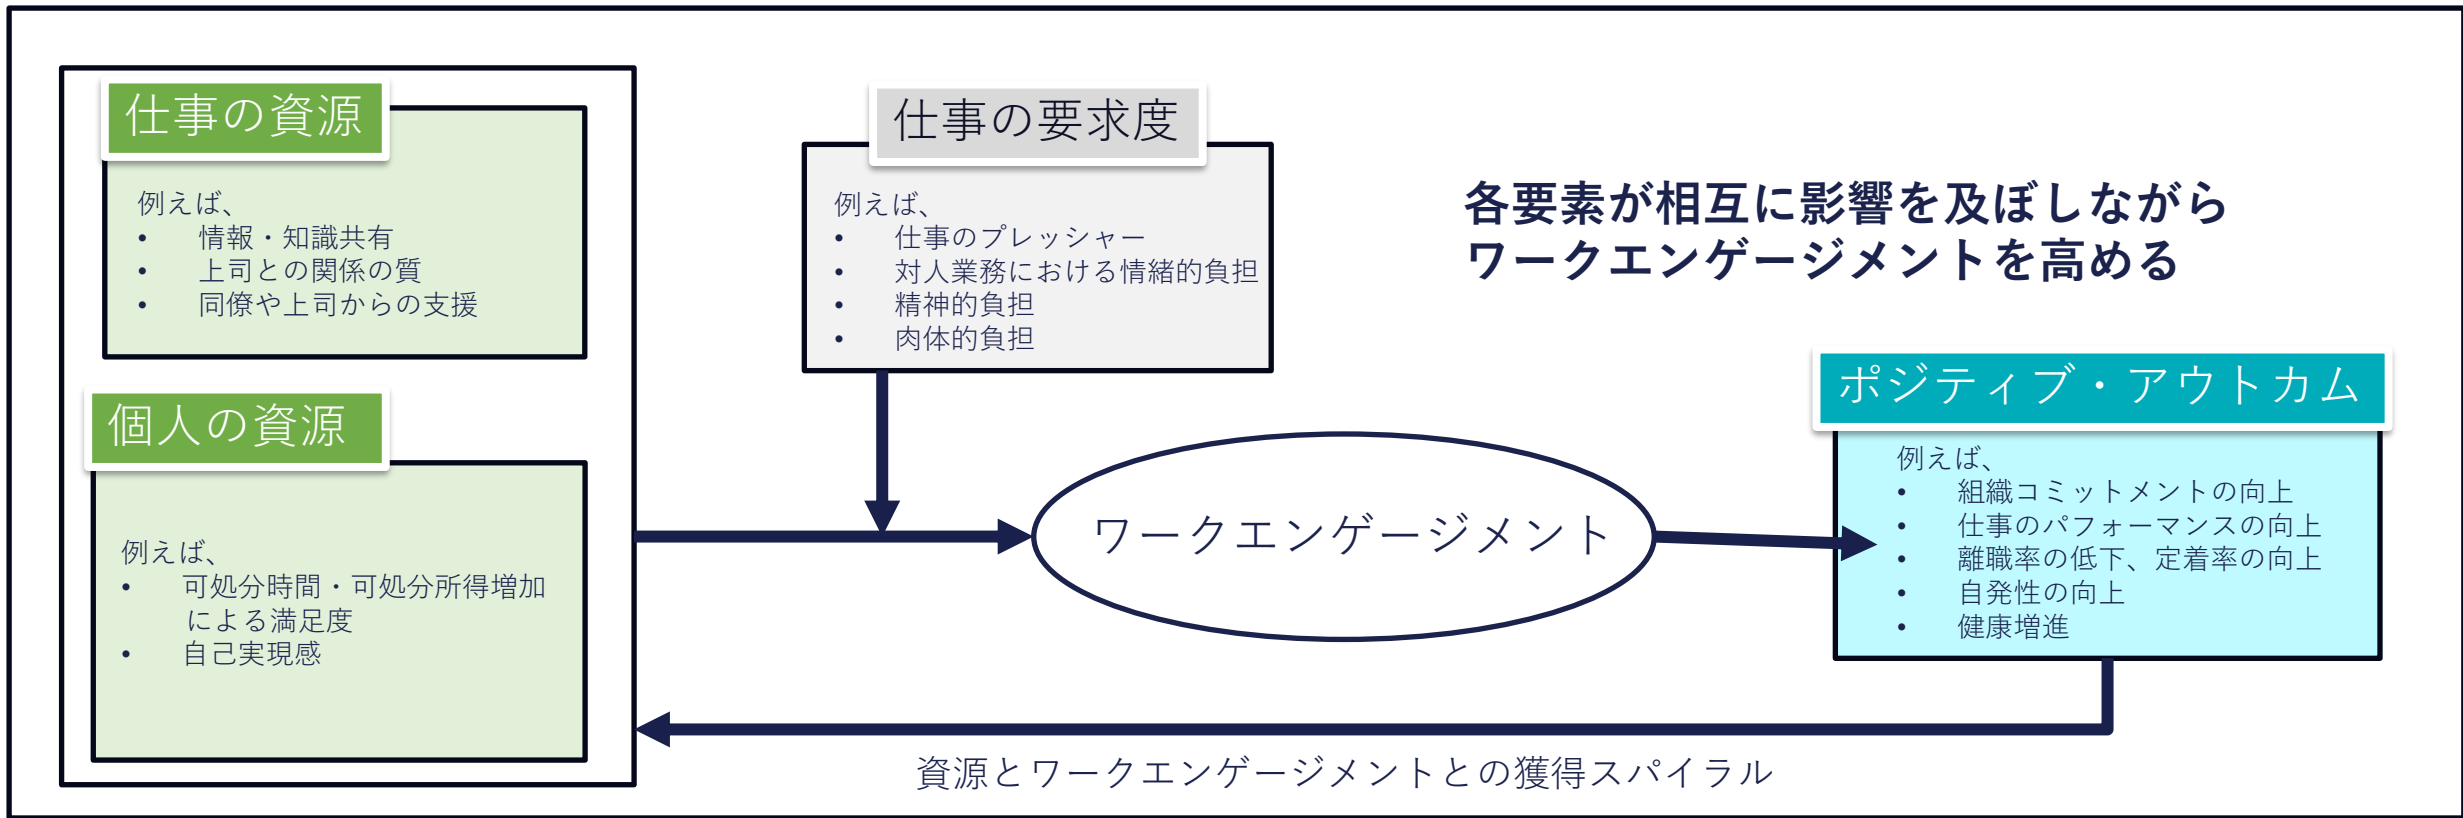 仕事の資源
例えば、
• 情報・知識共有
• 上司との関係の質
• 同僚や上司からの支援
個人の資源
例えば、
• 可処分時間・可処分所得増加
による満足度
• 自己実現感
仕事の要求度
例えば、
• 仕事のプレッシャー
• 対人業務における情緒的負担
• 精神的負担
• 肉体的負担
各要素が相互に影響を及ぼしながら
ワークエンゲージメントを高める
ワークエンゲージメント
ポジティブ・アウトカム
例えば、
• 組織コミットメントの向上
• 仕事のパフォーマンスの向上
• 離職率の低下、定着率の向上
• 自発性の向上
• 健康増進
資源とワークエンゲージメントとの獲得スパイラル